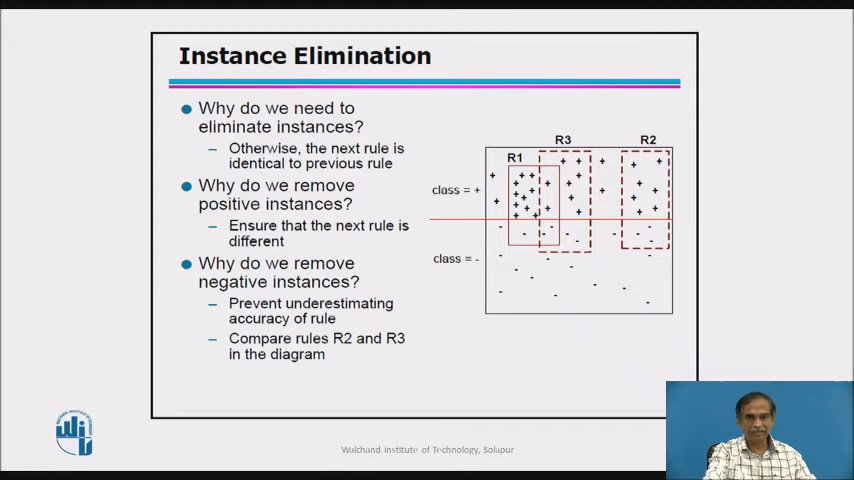 Instance Elimination
Why do we need to
eliminate instances?
– Otherwise, the next rule is
identical to previous rule
Why do we remove
positive instances?
– Ensure that the next rule is
different
Why do we remove
negative instances?
– Prevent underestimating
accuracy of rule
– Compare rules R2 and R3
in the diagram
R3
R2
R1
class = +
class = -
Walchand Institute of Technology, Solapur